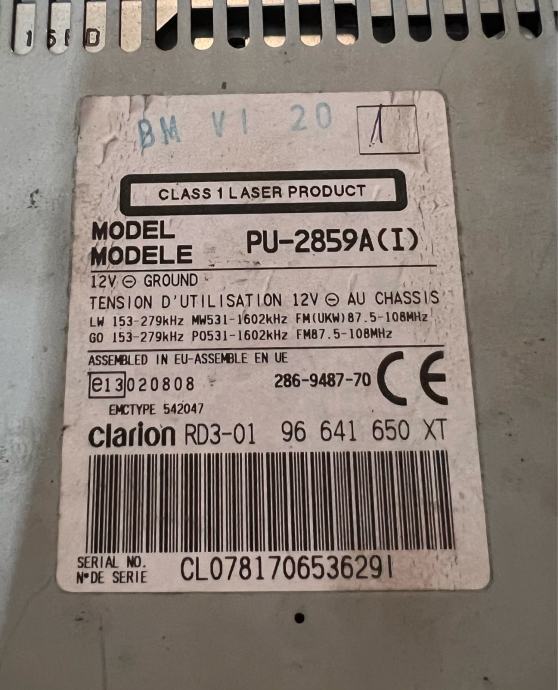 1510
BM VI 20 1
CLASS 1 LASER PRODUCT
MODEL
MODELE PU-2859A(I)
12V ⊖ GROUND
TENSION D'UTILISATION 12V ⊖ AU CHASSIS
LW 153-279kHz MW531-1602kHz FM(UKW)87.5-108MHz
GO 153-279kHz PO531-1602kHz FM87.5-108MHz
ASSEMBLED IN EU-ASSEMBLE EN UE
e13 020808 286-9487-70 CE
EMCTYPE 542047
clarion RD3-01 96 641 650 XT
SERIAL NO.
N°DE SERIE CL078170653629I